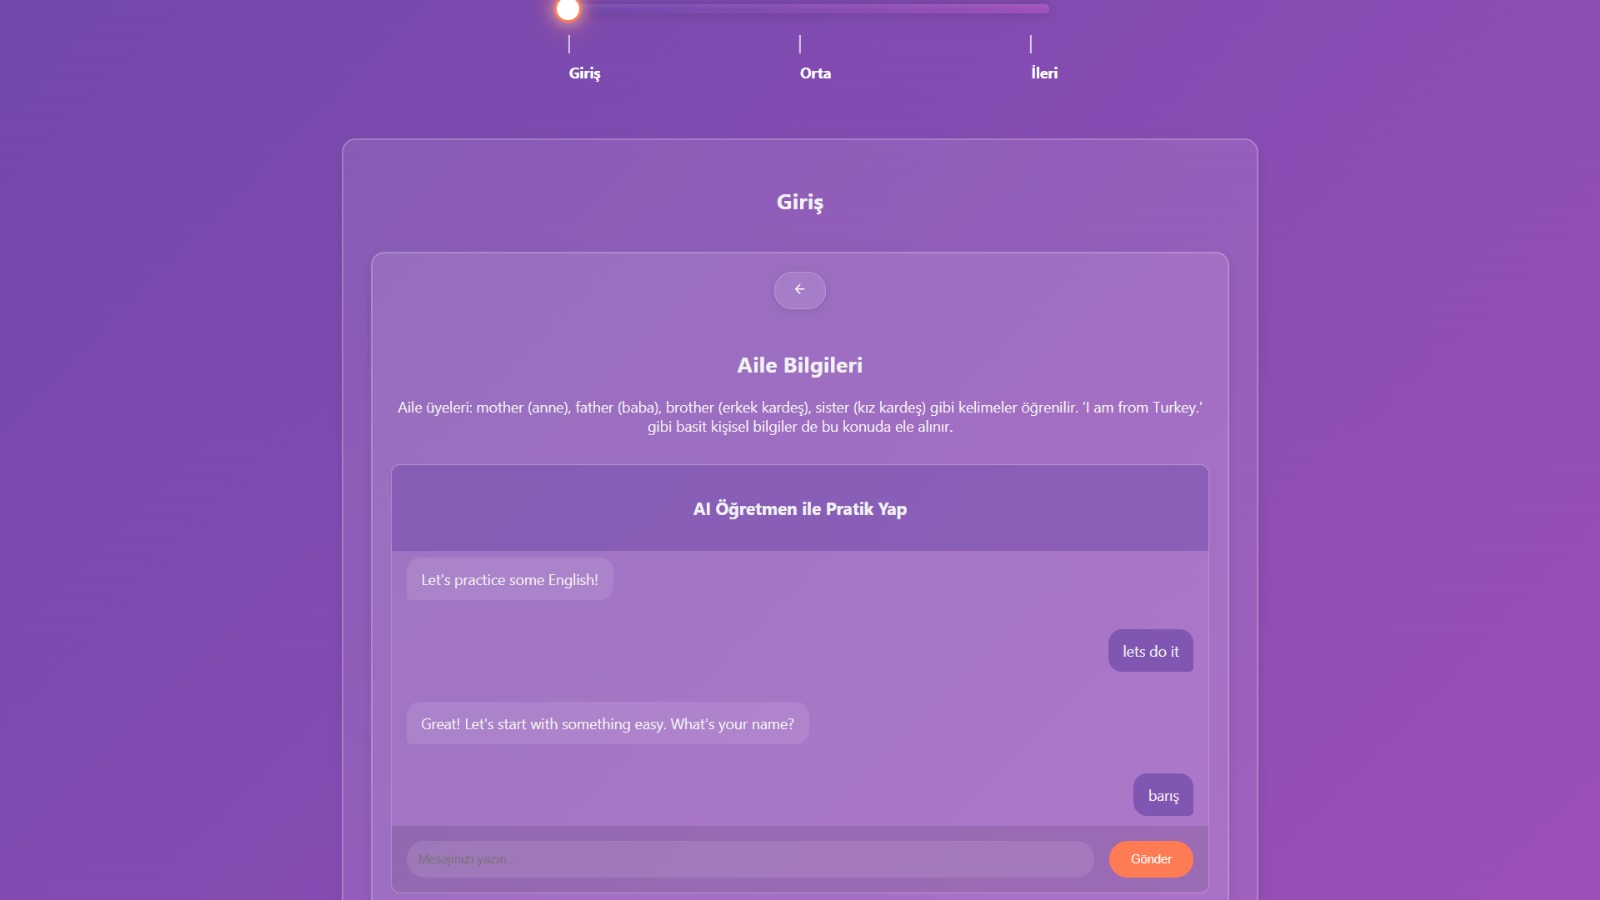 Giriş
Orta
İleri
Giriş
Aile Bilgileri
Aile üyeleri: mother (anne), father (baba), brother (erkek kardeş), sister (kız kardeş) gibi kelimeler öğrenilir. 'I am from Turkey.'
gibi basit kişisel bilgiler de bu konuda ele alınır.
AI Öğretmen ile Pratik Yap
Let's practice some English!
lets do it
Great! Let's start with something easy. What's your name?
barış
Mesajınızı yazın...
Gönder